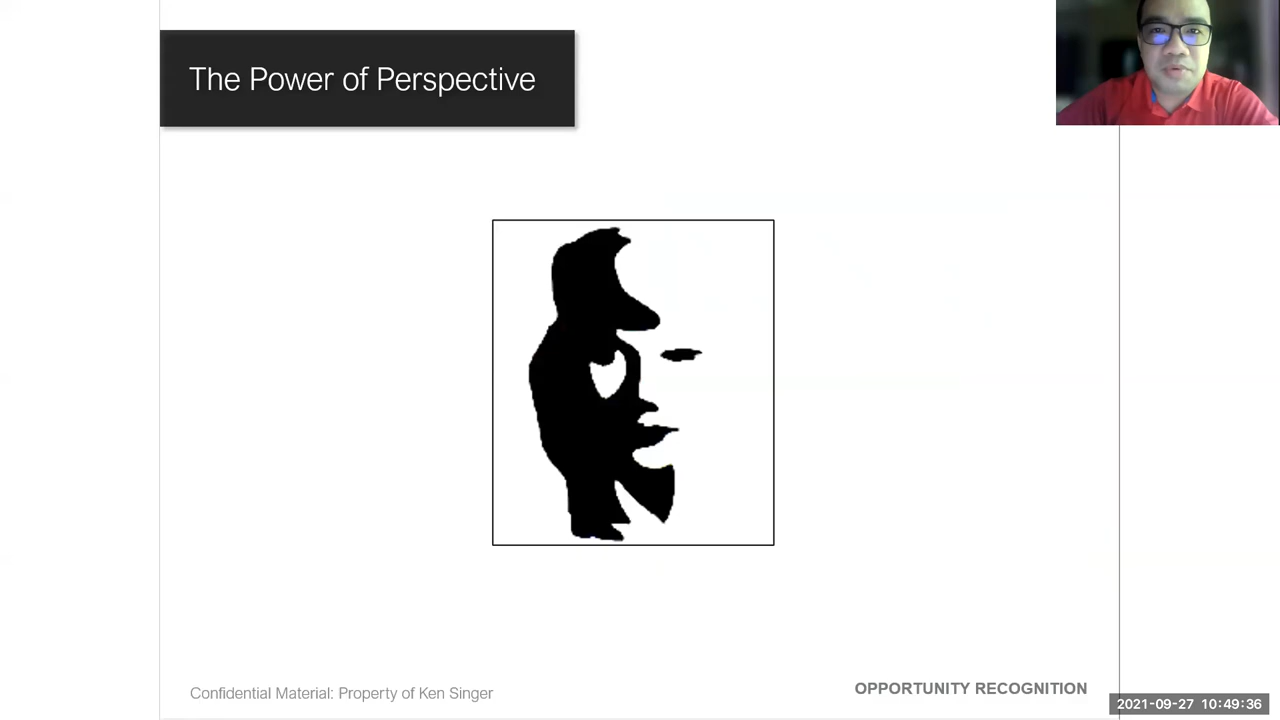 The Power of Perspective
Confidential Material: Property of Ken Singer
OPPORTUNITY RECOGNITION
2021-09-27 10:49:36